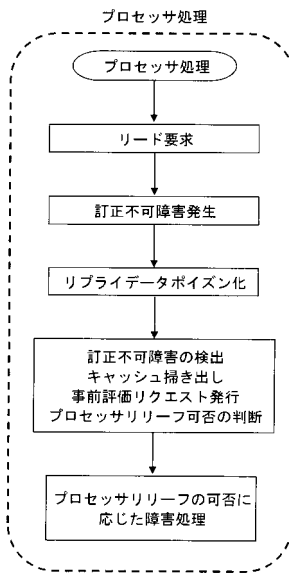 プロセッサ処理
プロセッサ処理
リード要求
訂正不可障害発生
リプライデータポイズン化
訂正不可障害の検出
キャッシュ掃き出し
事前評価リクエスト発行
プロセッサリリーフ可否の判断
プロセッサリリーフの可否に
応じた障害処理